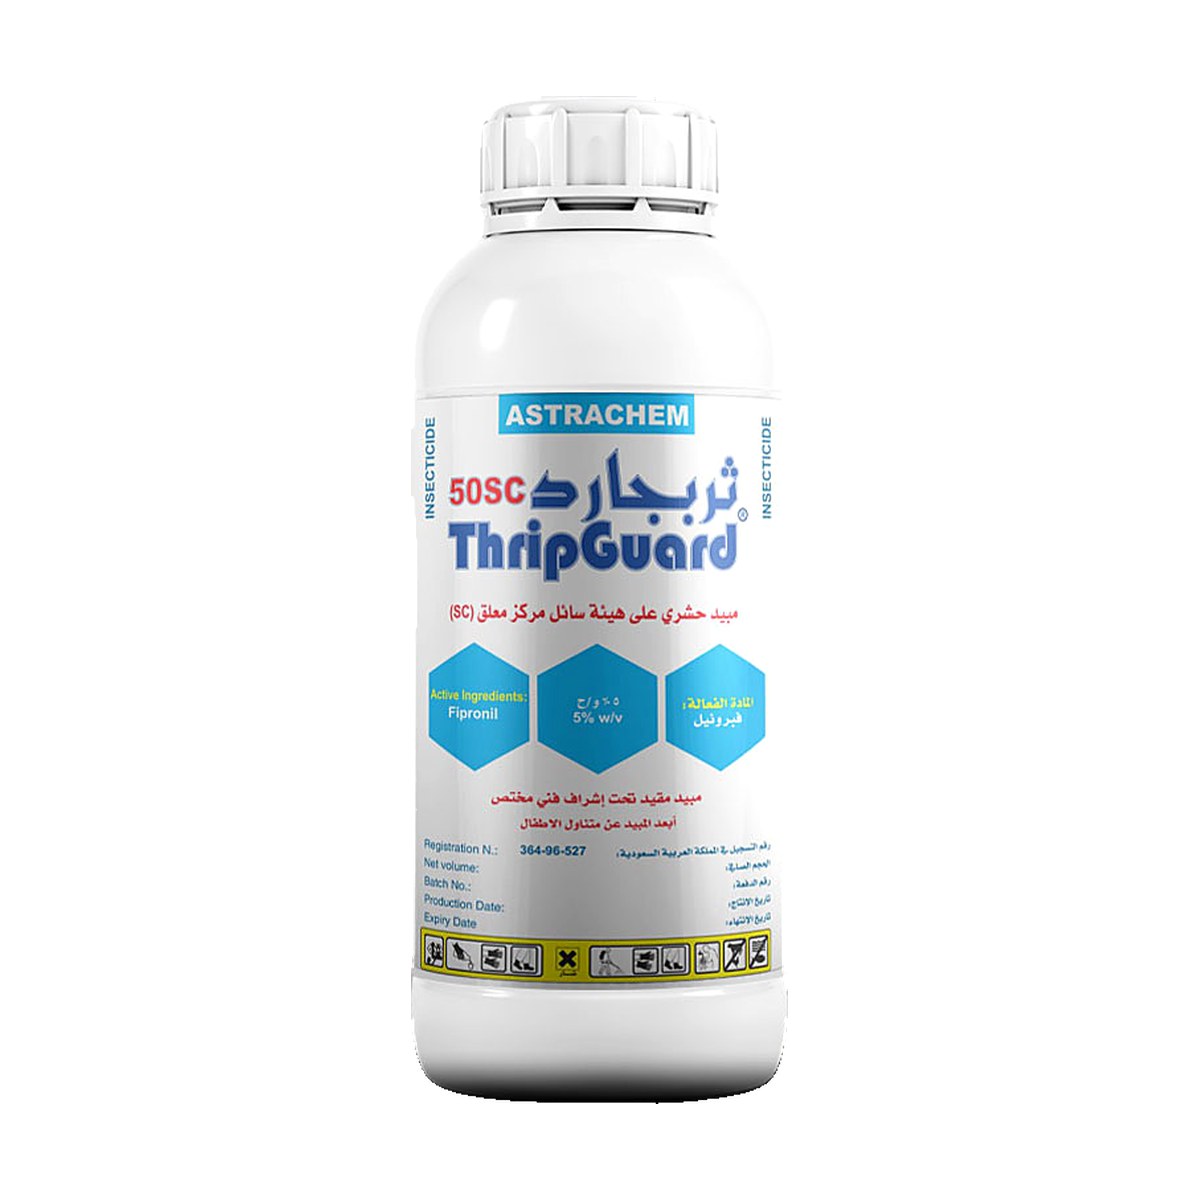 ASTRACHEM
INSECTICIDE
INSECTICIDE
ثربجارد 50SC
ThripGuard®
مبيد حشري على هيئة سائل مركز معلق (SC)
Active Ingredients:
Fipronil
٥ ٪ و/ح
5% w/v
المادة الفعالة:
فبرونيل
مبيد مقيد تحت إشراف فني مختص
أبعد المبيد عن متناول الاطفال
Registration N.: 364-96-527 رقم التسجيل في المملكة العربية السعودية:
Net volume: الحجم الصافي:
Batch No.: رقم الدفعة:
Production Date: تاريخ الإنتاج:
Expiry Date تاريخ الإنتهاء:
ضار